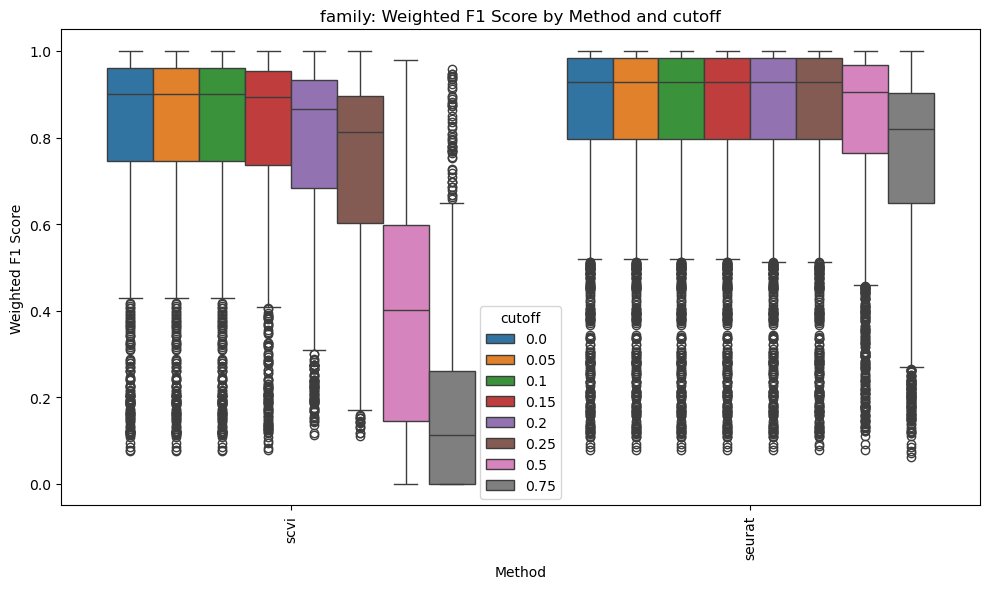 family: Weighted F1 Score by Method and cutoff
Weighted F1 Score
1.0
0.8
0.6
0.4
0.2
0.0
cutoff
0.0
0.05
0.1
0.15
0.2
0.25
0.5
0.75
scvi
seurat
Method